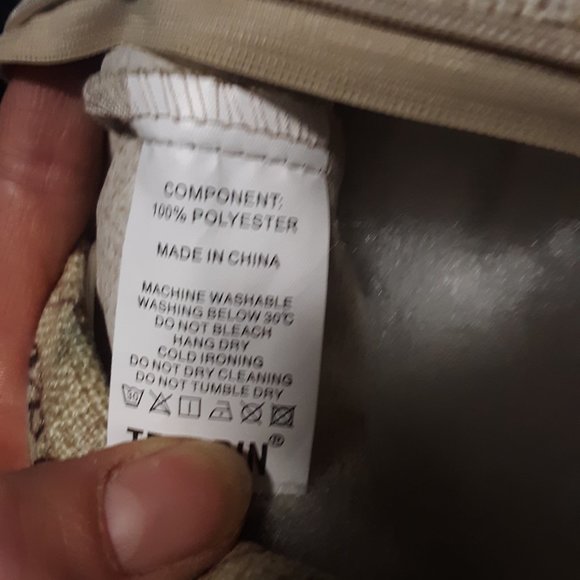 COMPONENT:
100% POLYESTER
MADE IN CHINA
MACHINE WASHABLE
WASHING BELOW 30℃
DO NOT BLEACH
HANG DRY
COLD IRONING
DO NOT DRY CLEANING
DO NOT TUMBLE DRY
30